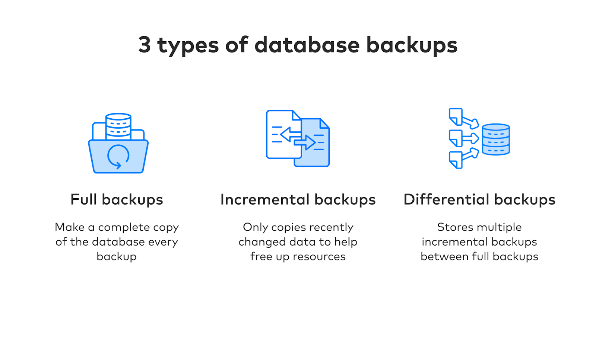 3 types of database backups
Full backups
Make a complete copy
of the database every
backup
Incremental backups
Only copies recently
changed data to help
free up resources
Differential backups
Stores multiple
incremental backups
between full backups